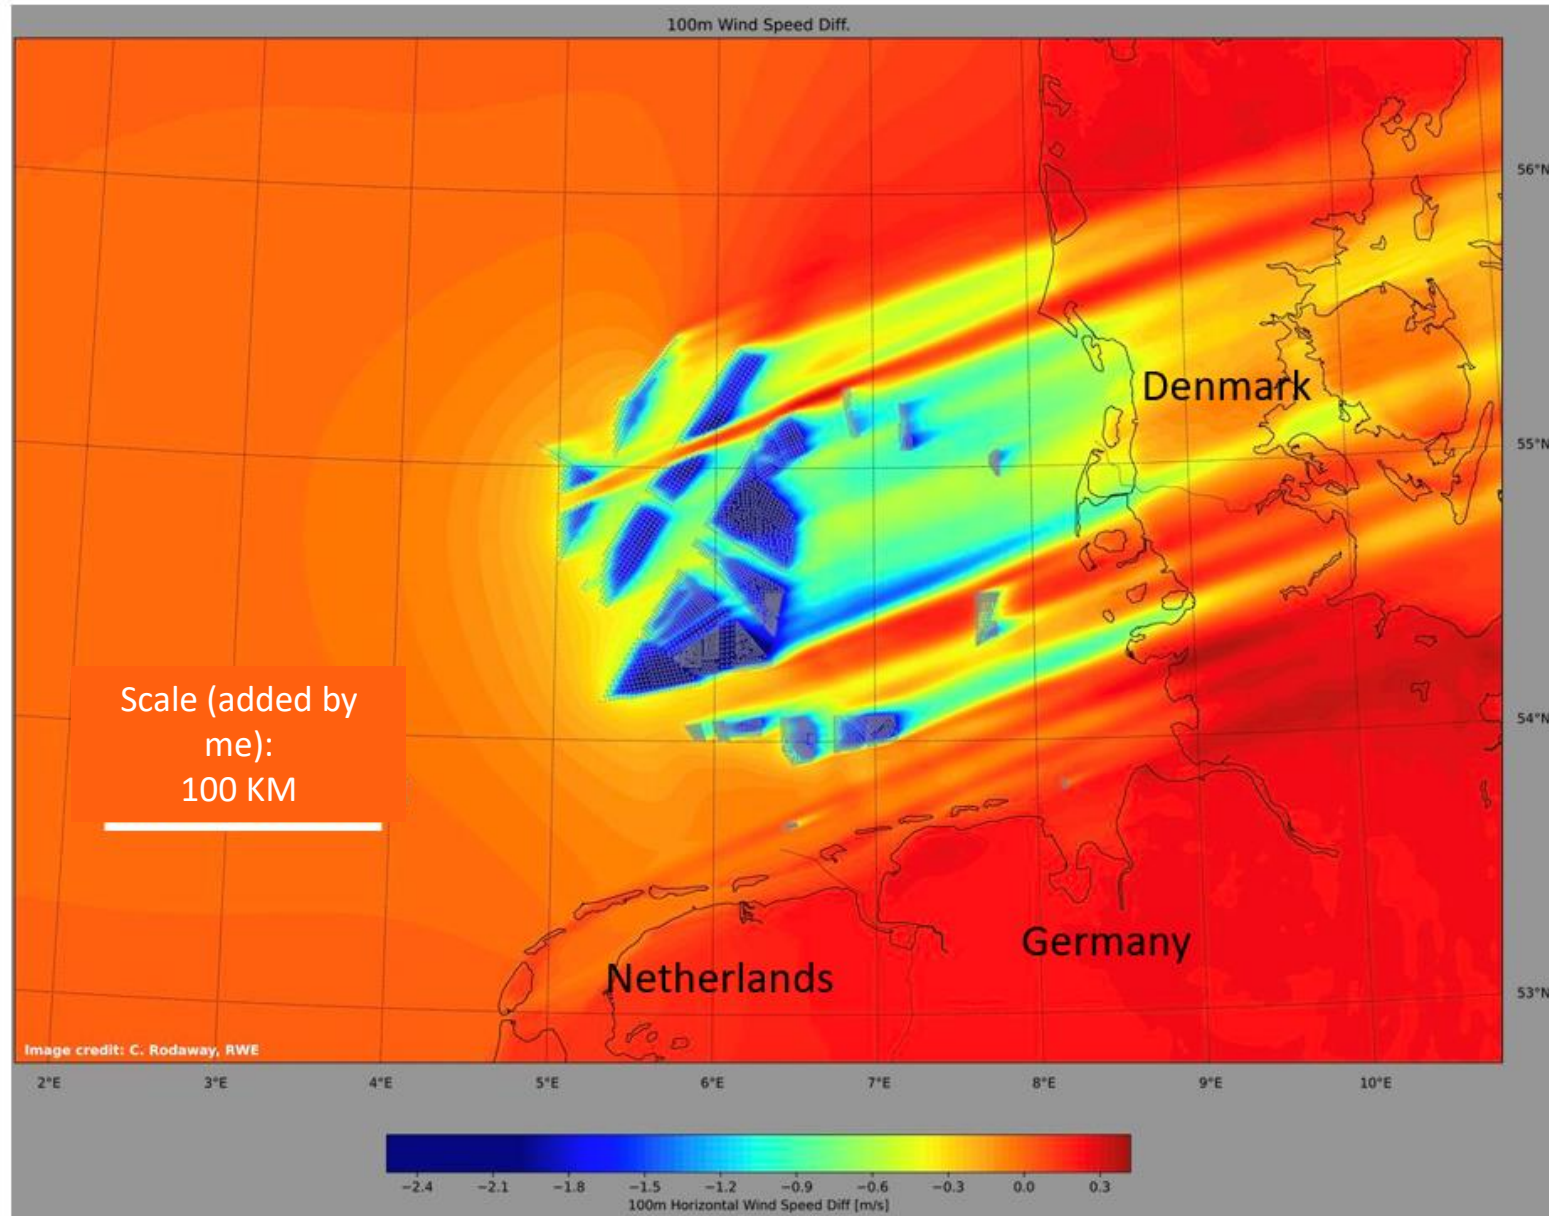 100m Wind Speed Diff.
56°N
55°N
Denmark
Scale (added by
me):
100 KM
54°N
Germany
Netherlands
53°N
Image credit: C. Rodaway, RWE
2°E 3°E 4°E 5°E 6°E 7°E 8°E 9°E 10°E
−2.4 −2.1 −1.8 −1.5 −1.2 −0.9 −0.6 −0.3 0.0 0.3
100m Horizontal Wind Speed Diff [m/s]